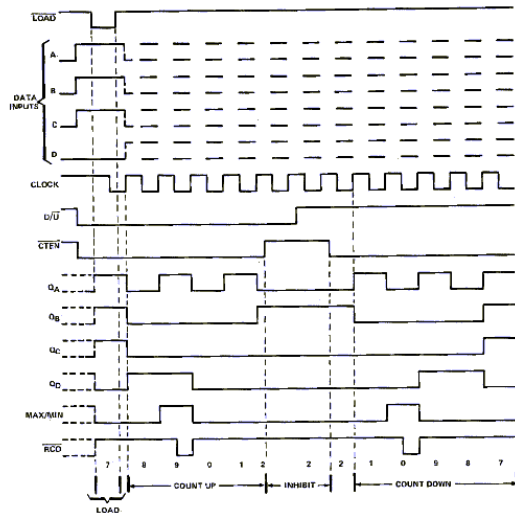 LOAD
A
DATA
INPUTS
B
C
D
CLOCK
D/U
CTEN
QA
QB
QC
QD
MAX/MIN
RCO
7 8 9 0 1 2 2 2 1 0 9 8 7
COUNT UP INHIBIT COUNT DOWN
LOAD